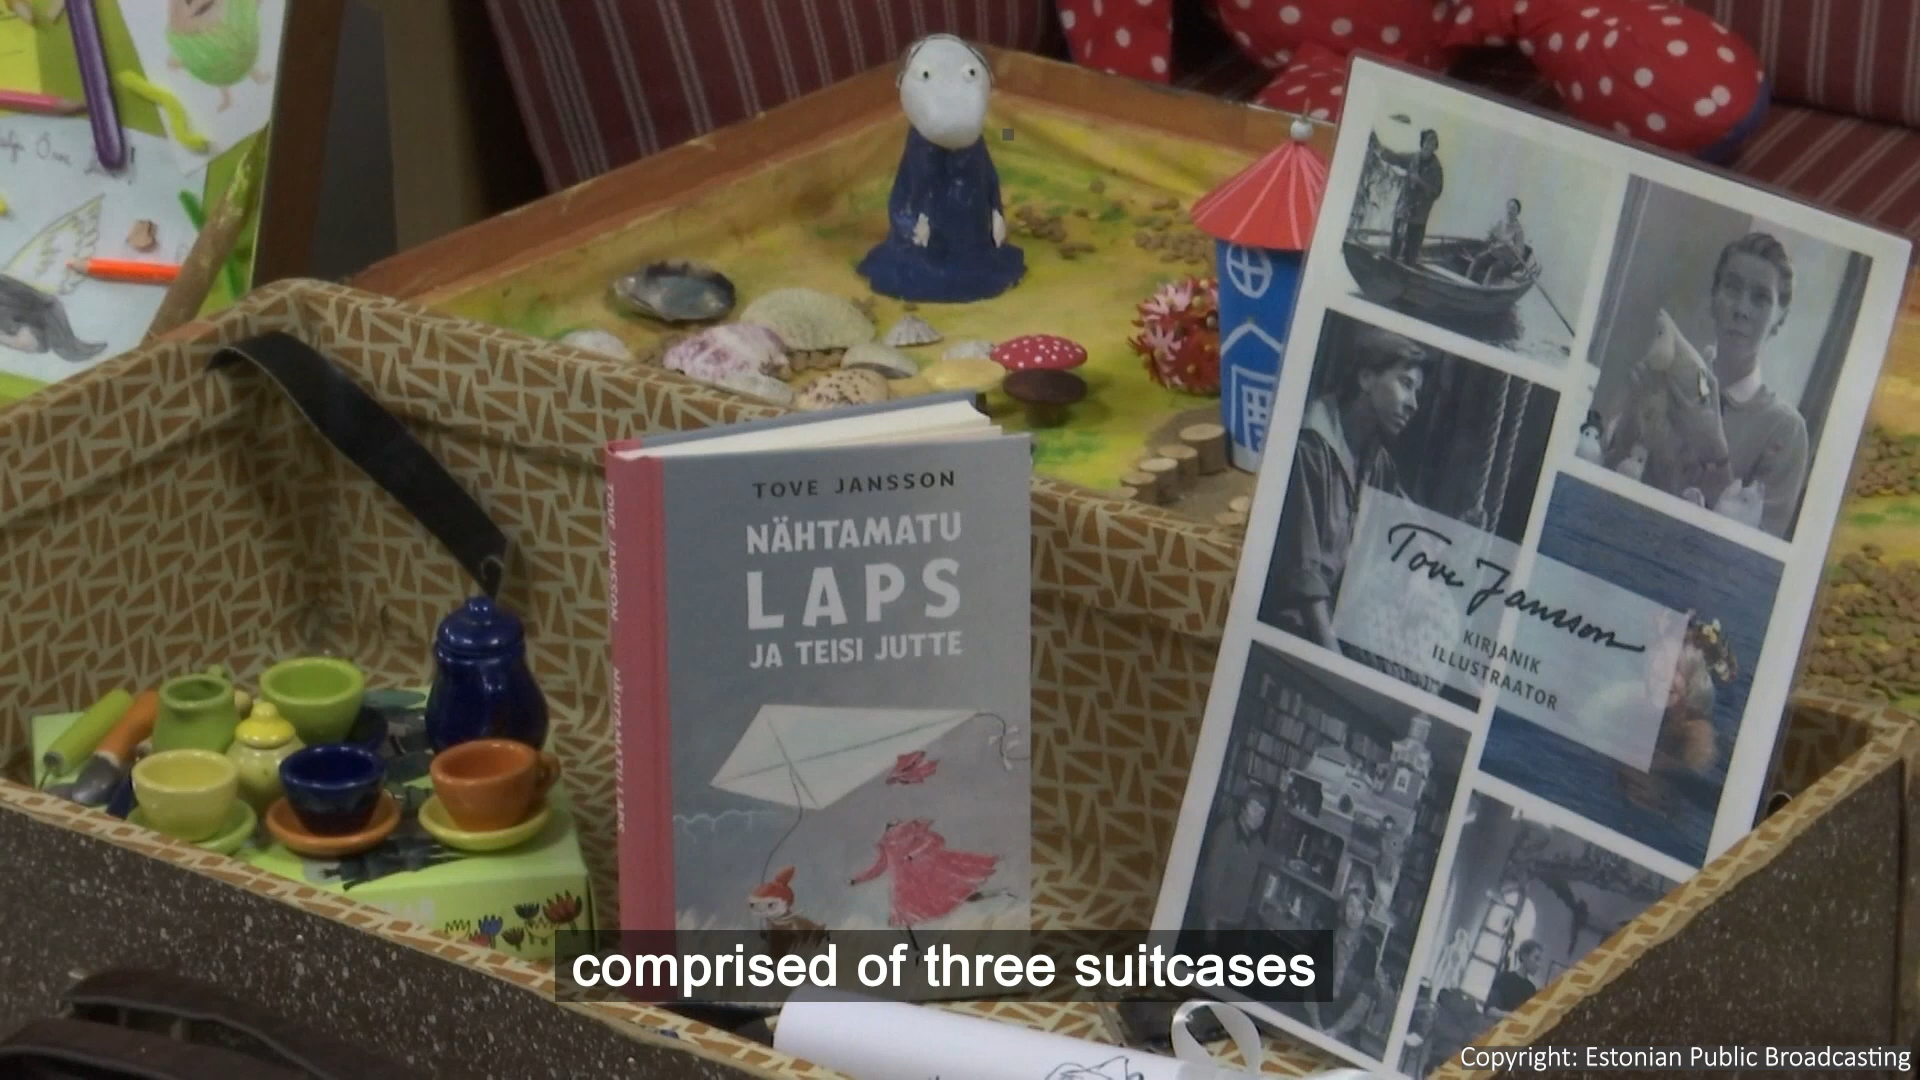 TOVE JANSSON
NÄHTAMATU
LAPS
JA TEISI JUTTE
TOVE JANSSON NÄHTAMATU LAPS
Tove Jansson
KIRJANIK
ILLUSTRAATOR
comprised of three suitcases
Copyright: Estonian Public Broadcasting